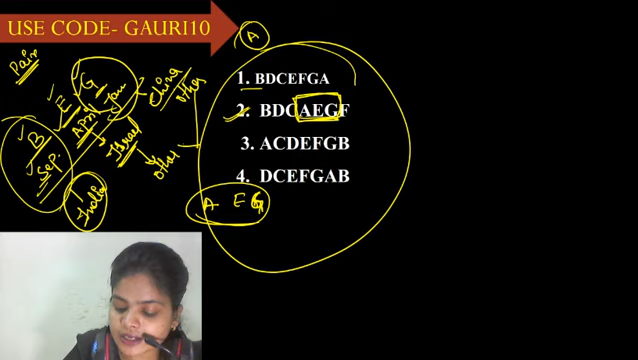 USE CODE- GAURI10
A
Pair
1. BDCEFGA
2. BDCAEGF
3. ACDEFGB
4. DCEFGAB
G
Jan
China
other
E
April
Israel
other
B
Sep.
India
A E G